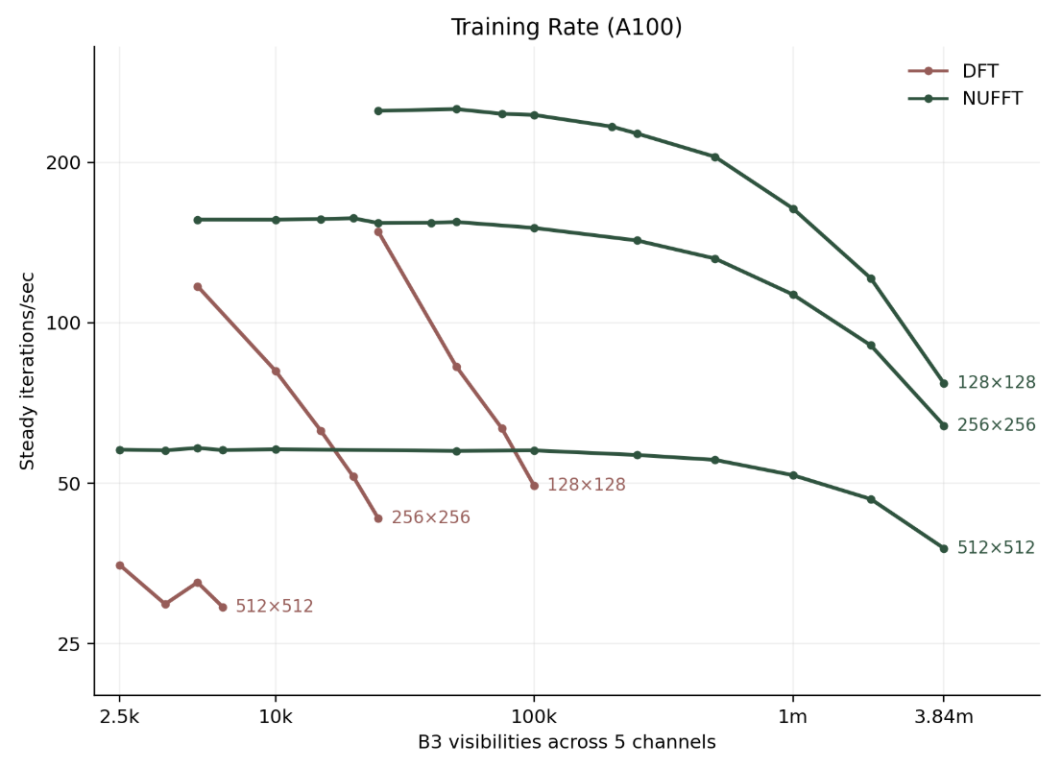 Training Rate (A100)
DFT
NUFFT
Steady iterations/sec
200
100
50
25
128×128
256×256
128×128
256×256
512×512
512×512
2.5k
10k
100k
1m
3.84m
B3 visibilities across 5 channels